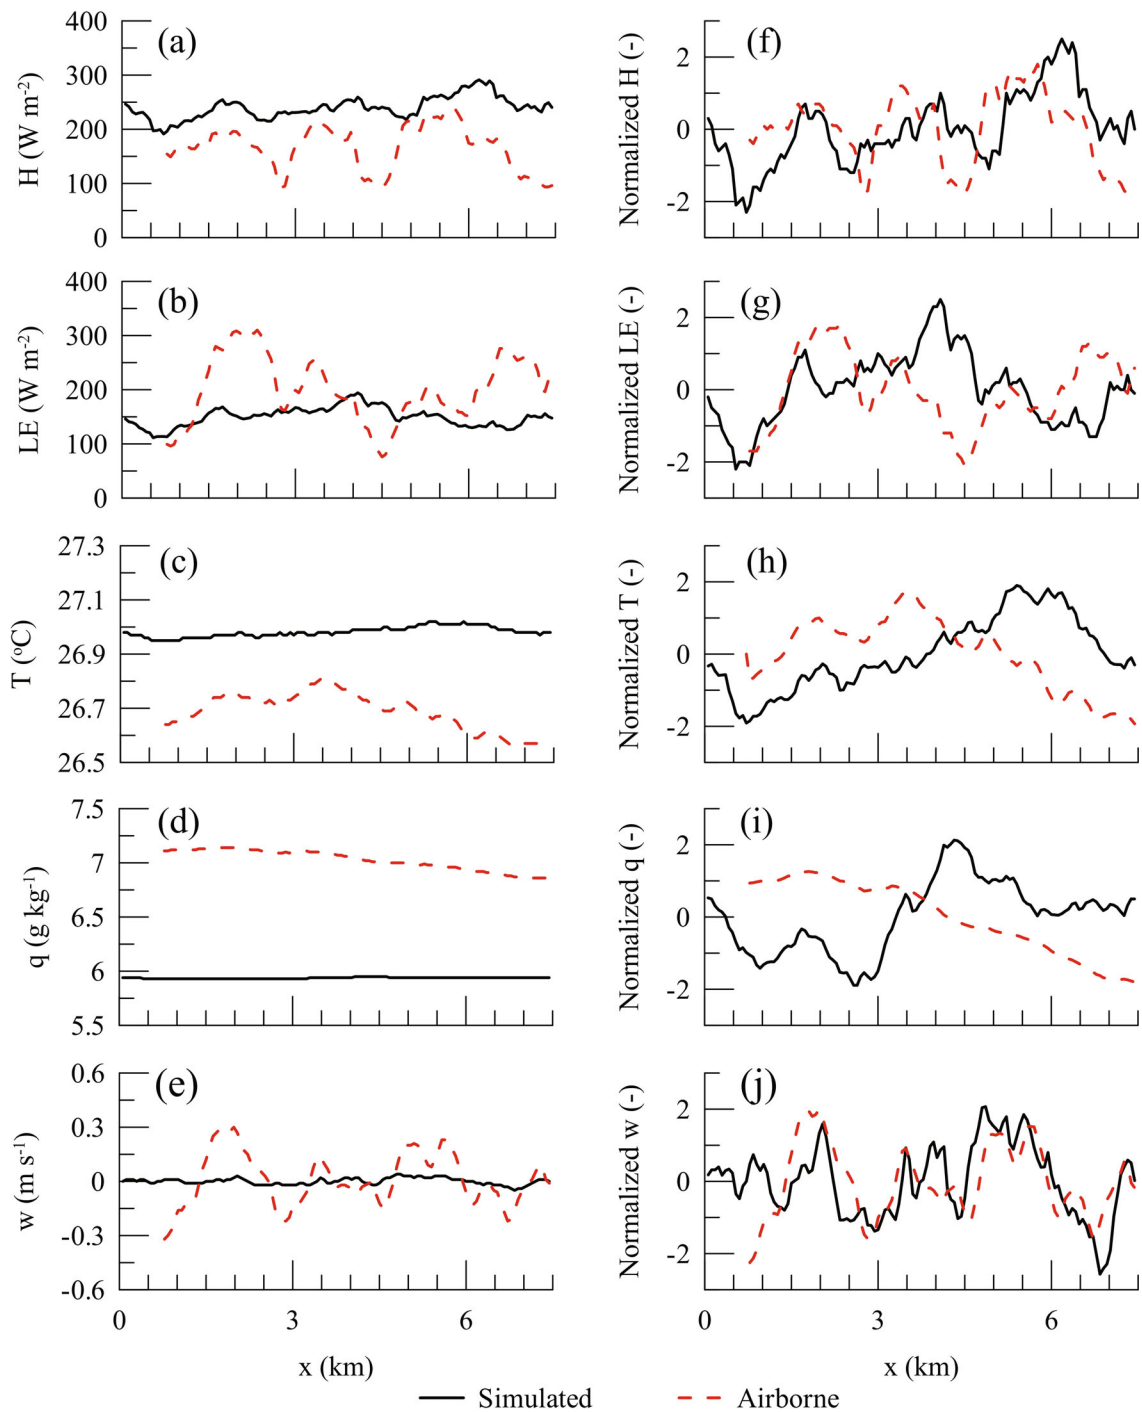 (a)
400
300
200
100
0
H (W m-2)
(f)
2
0
-2
Normalized H (-)
(b)
400
300
200
100
0
LE (W m-2)
(g)
2
0
-2
Normalized LE (-)
(c)
27.3
27.1
26.9
26.7
26.5
T (oC)
(h)
2
0
-2
Normalized T (-)
(d)
7.5
7
6.5
6
5.5
q (g kg-1)
(i)
2
0
-2
Normalized q (-)
(e)
0.6
0.3
0
-0.3
-0.6
w (m s-1)
(j)
2
0
-2
Normalized w (-)
0 3 6
x (km)
0 3 6
x (km)
Simulated Airborne